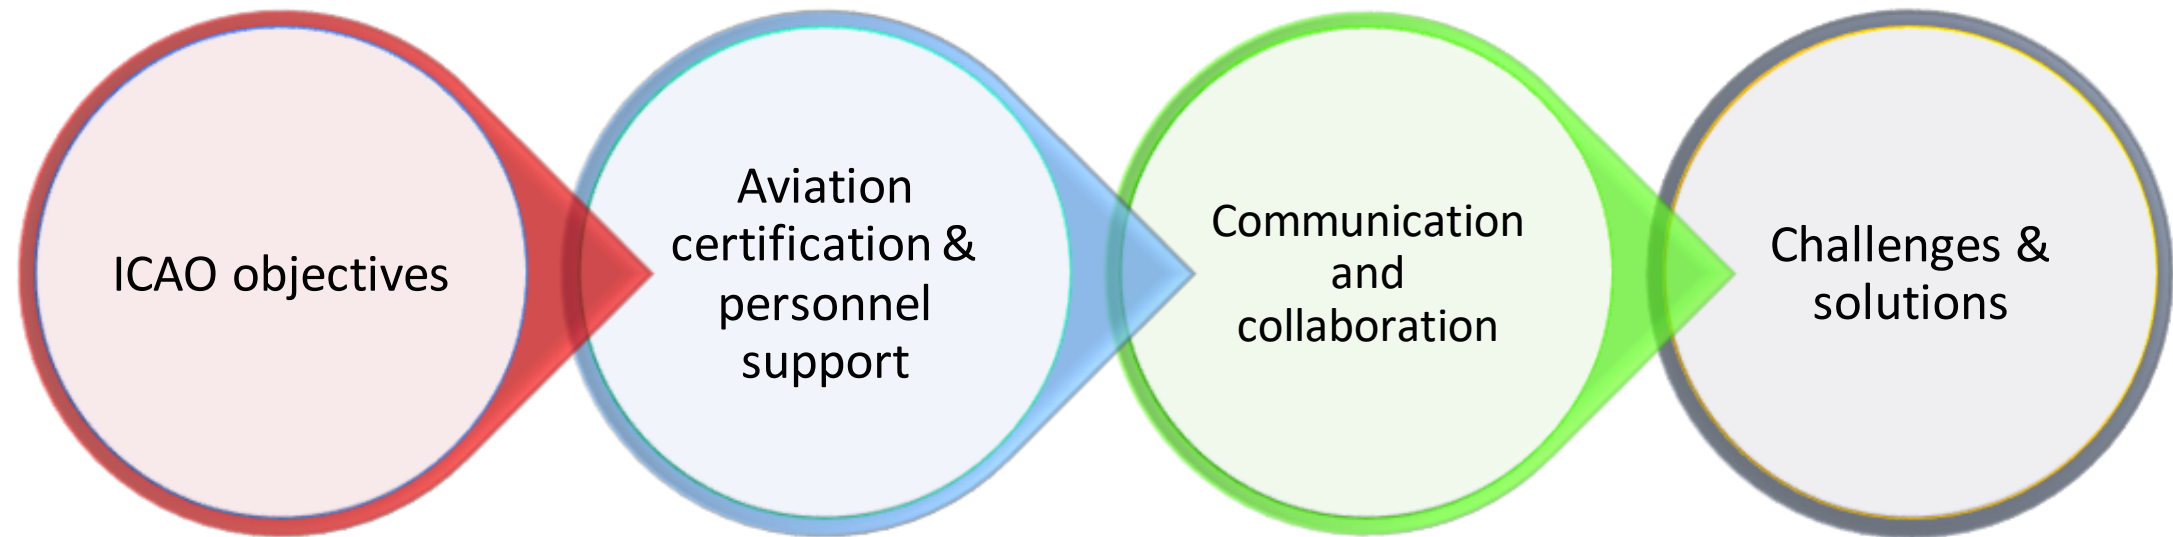 ICAO objectives
Aviation
certification &
personnel
support
Communication
and
collaboration
Challenges &
solutions